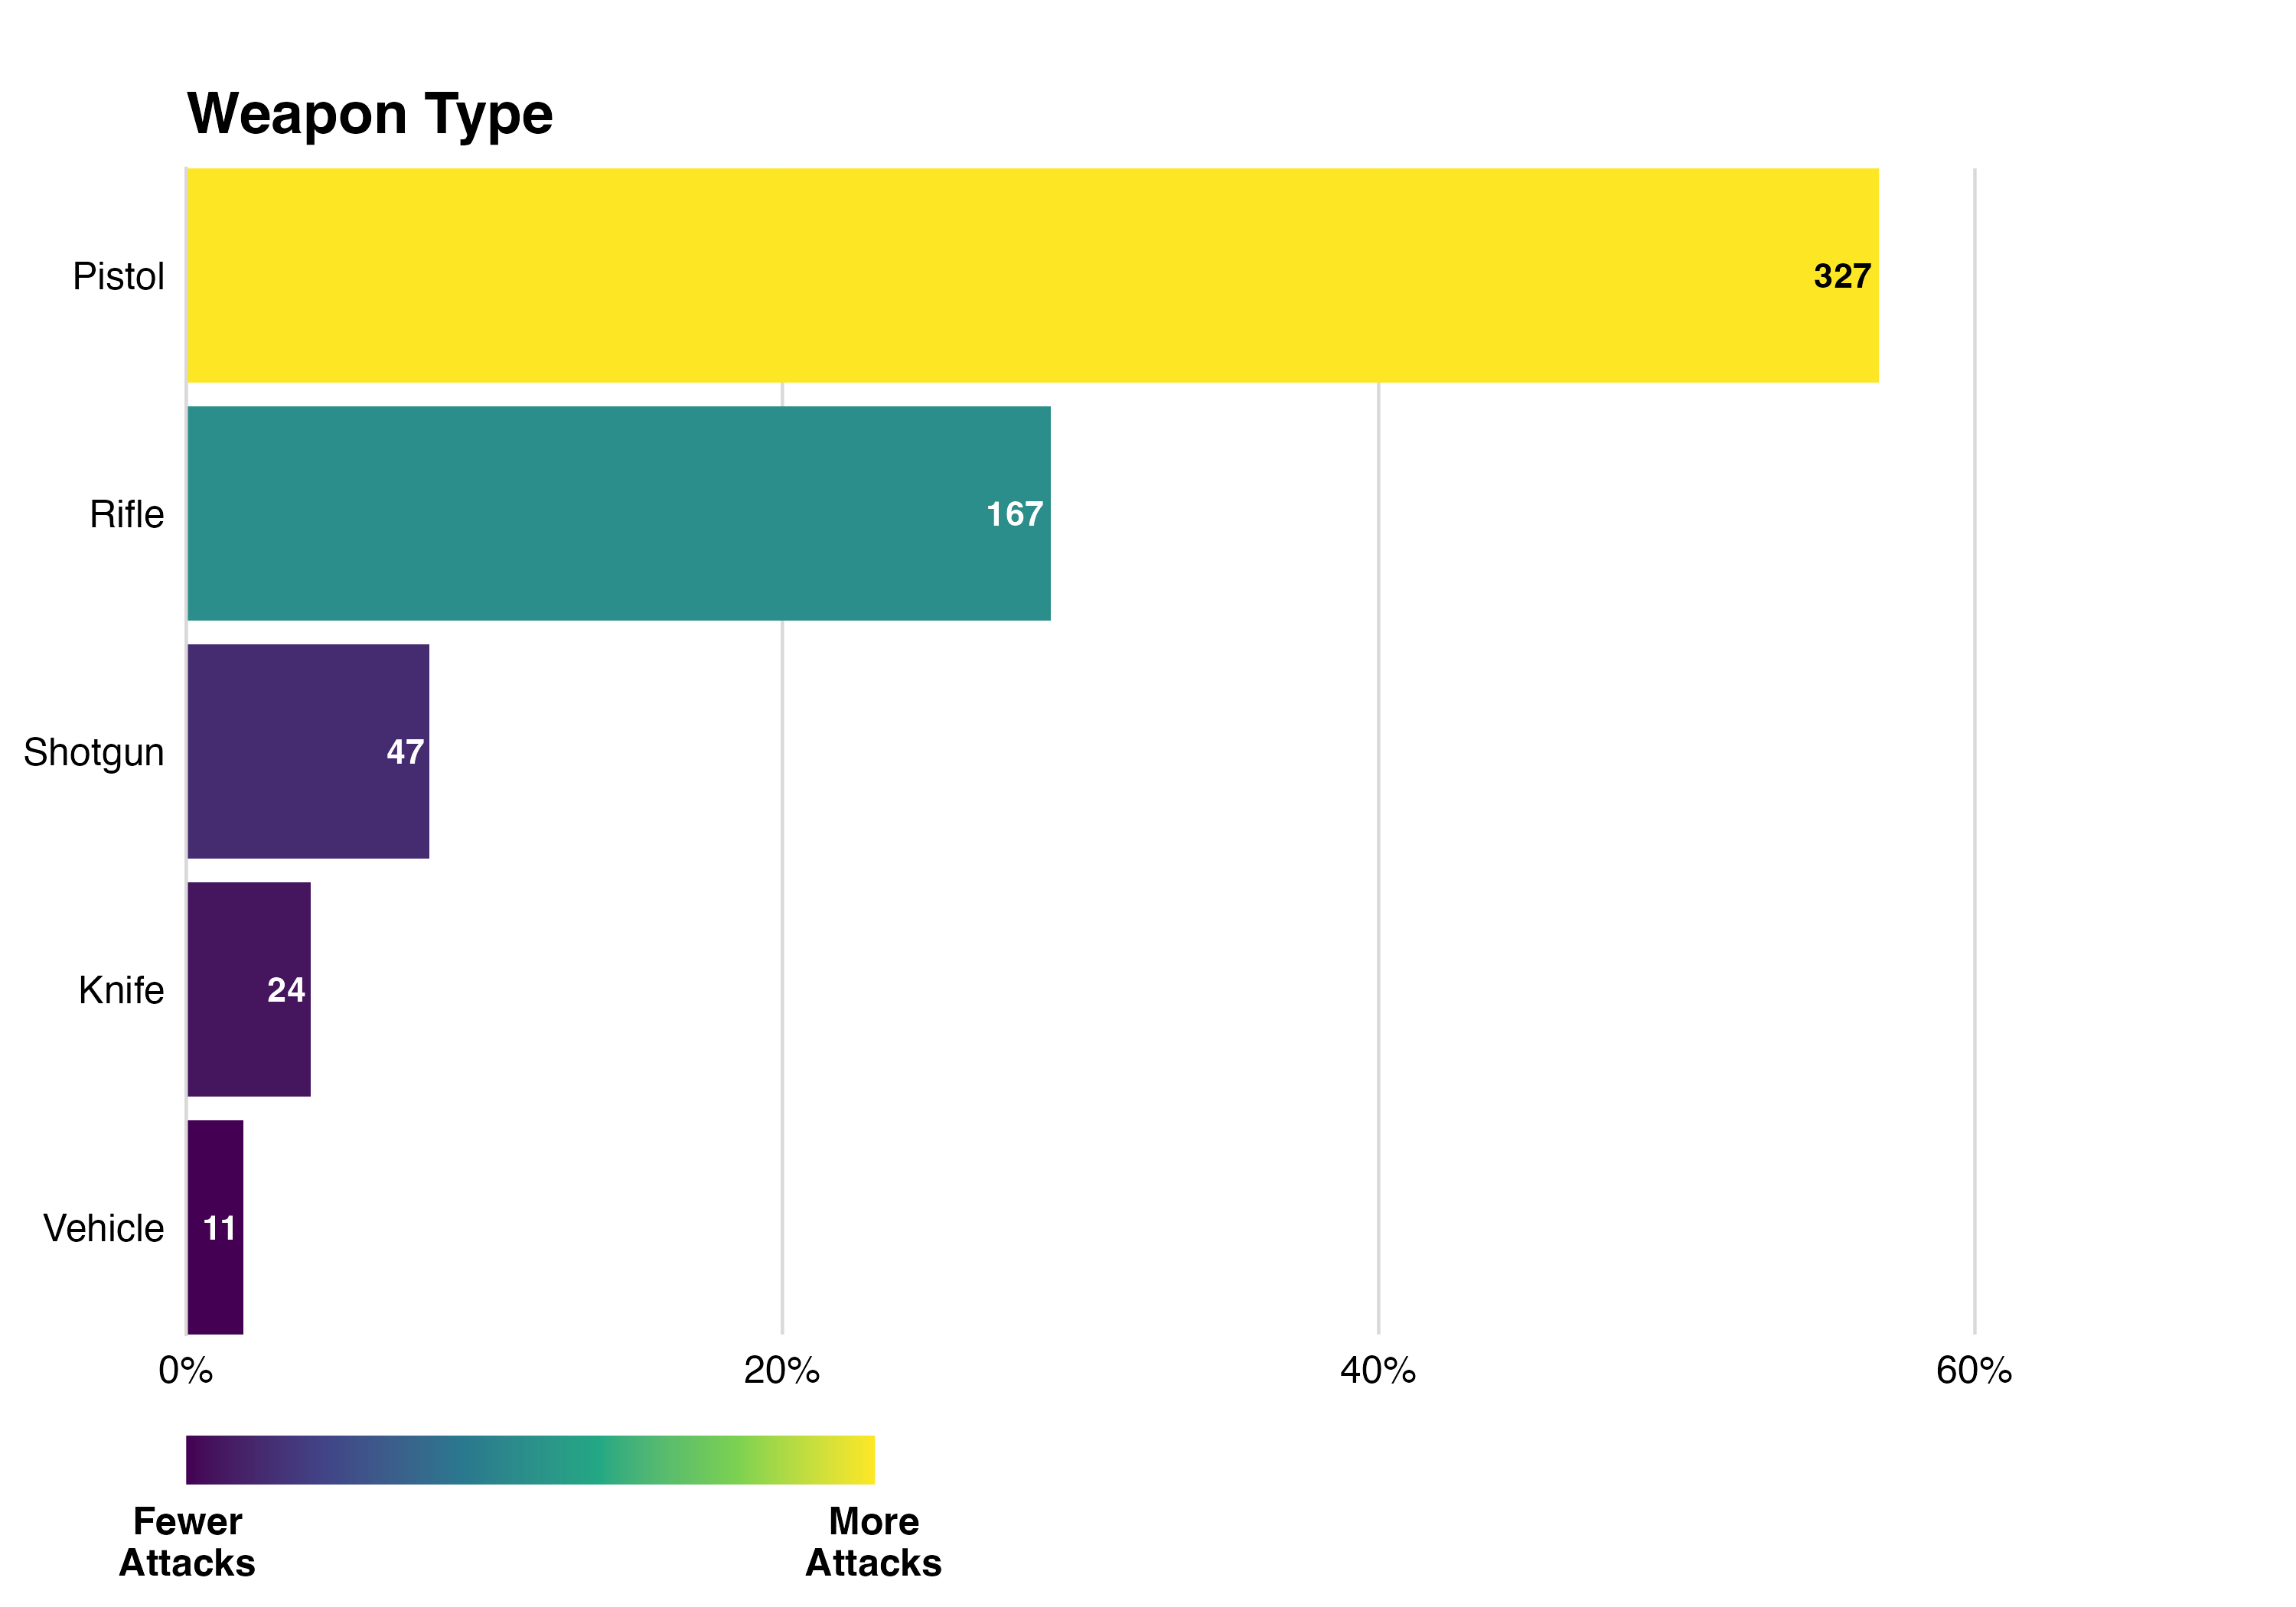 Weapon Type
Pistol
327
Rifle
167
Shotgun
47
Knife
24
Vehicle
11
0%
20%
40%
60%
Fewer
Attacks
More
Attacks